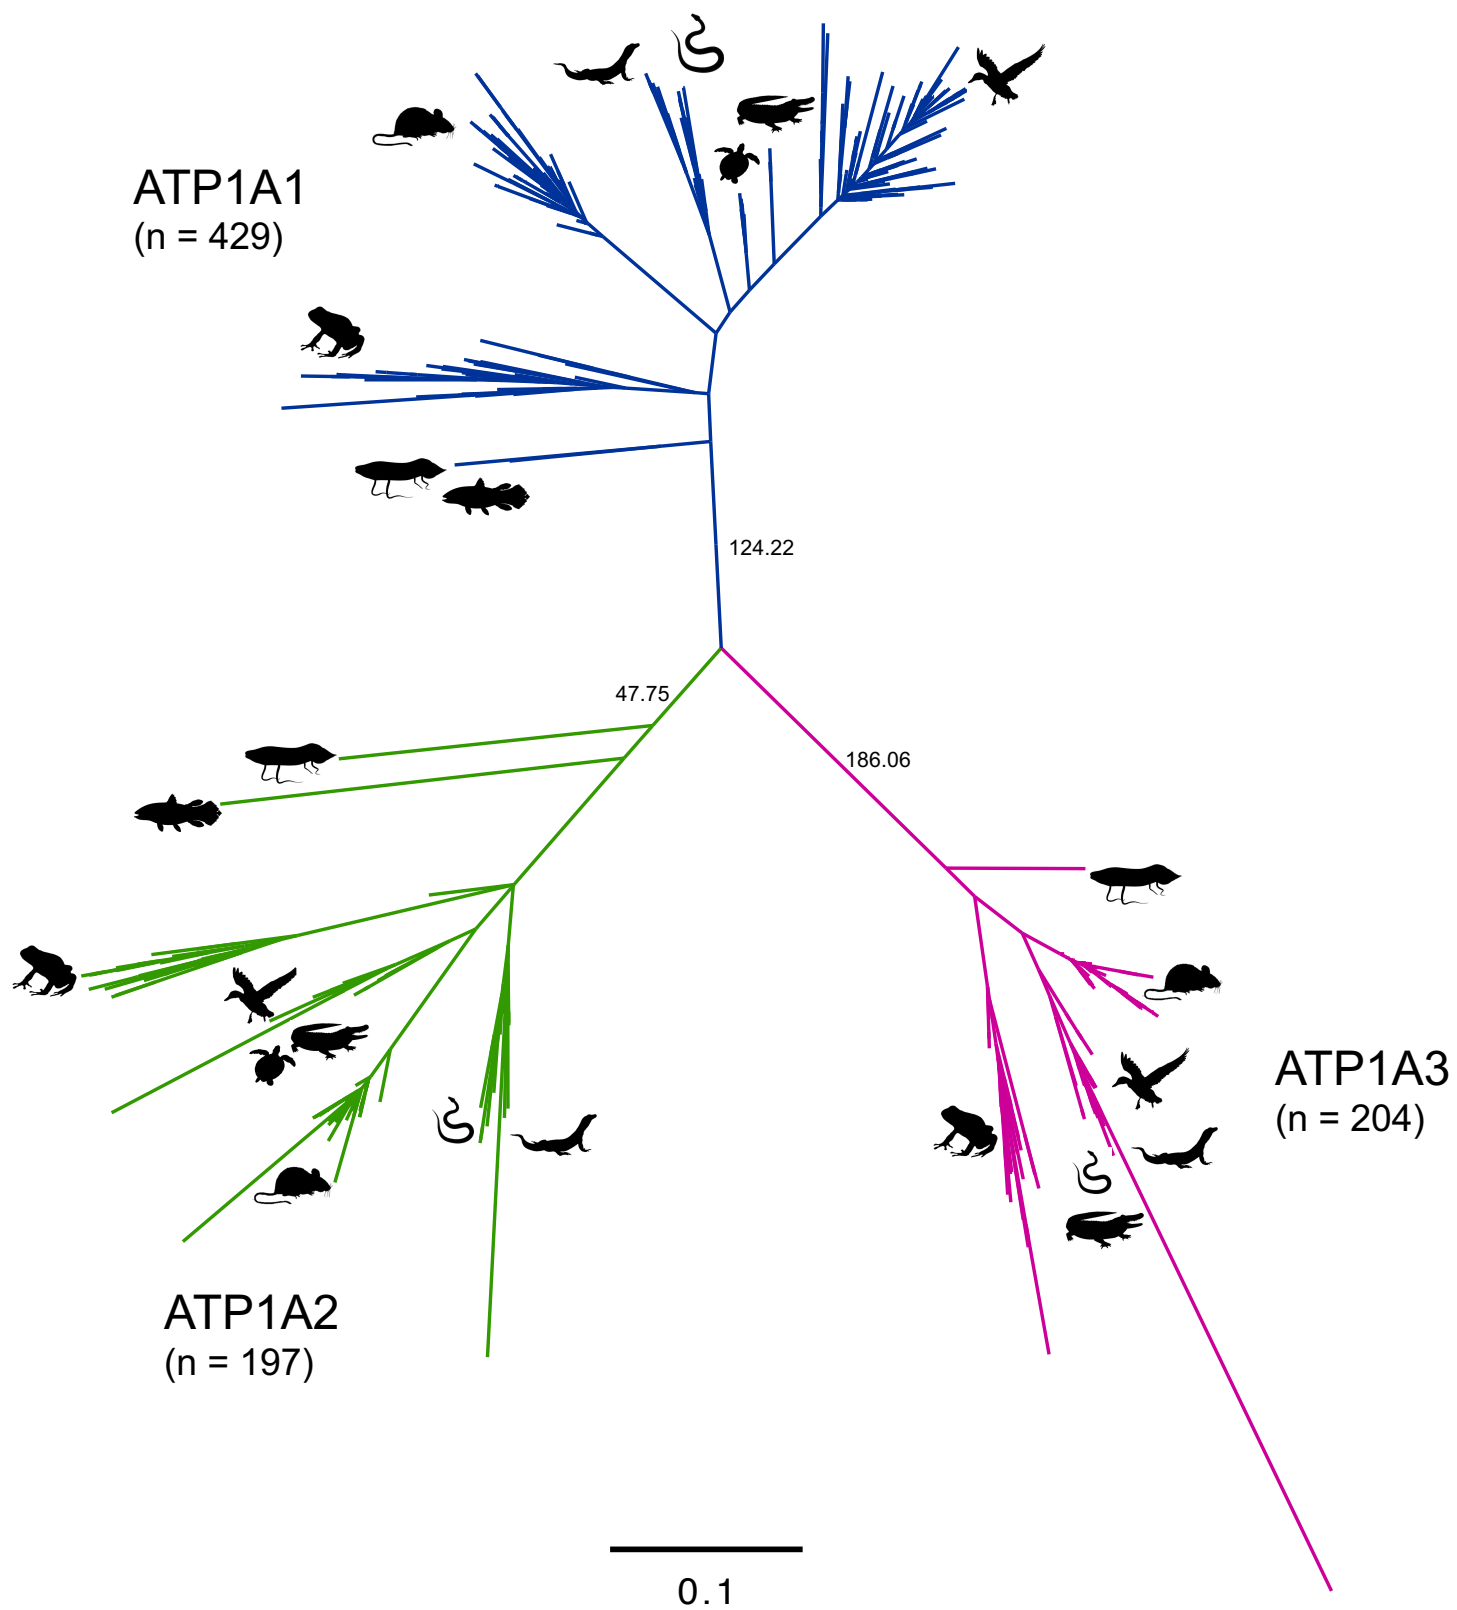 ATP1A1
(n = 429)
124.22
47.75
186.06
ATP1A3
(n = 204)
ATP1A2
(n = 197)
0.1